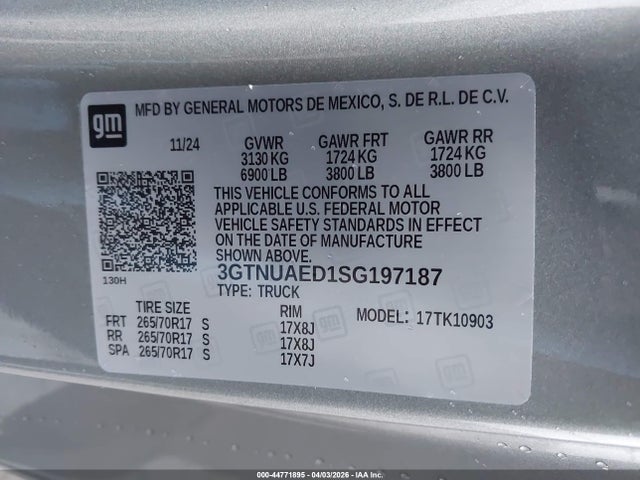 gm
MFD BY GENERAL MOTORS DE MEXICO, S. DE R.L. DE C.V.
11/24 GVWR GAWR FRT GAWR RR
3130 KG 1724 KG 1724 KG
6900 LB 3800 LB 3800 LB
THIS VEHICLE CONFORMS TO ALL
APPLICABLE U.S. FEDERAL MOTOR
VEHICLE SAFETY STANDARDS IN EFFECT
ON THE DATE OF MANUFACTURE
SHOWN ABOVE.
130H
3GTNUAED1SG197187
TYPE: TRUCK
TIRE SIZE RIM MODEL: 17TK10903
FRT 265/70R17 S 17X8J
RR 265/70R17 S 17X8J
SPA 265/70R17 S 17X7J
000-44771895 - 04/03/2026 - IAA Inc.